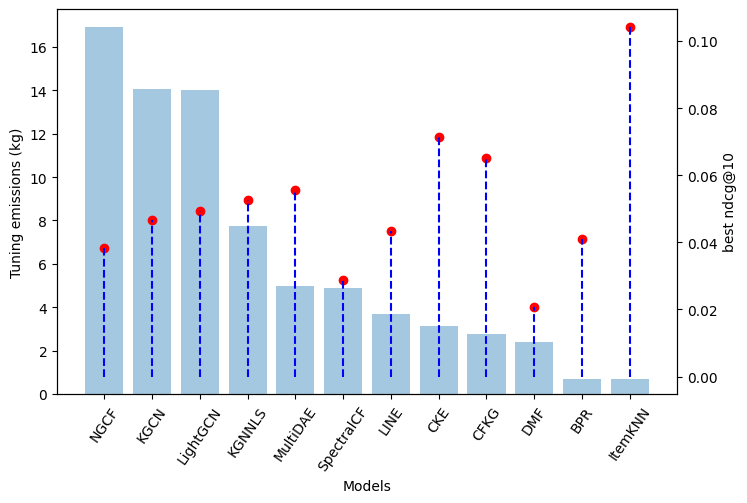 Tuning emissions (kg)
16
14
12
10
8
6
4
2
0
0.10
0.08
0.06
0.04
0.02
0.00
best ndcg@10
NGCF
KGCN
LightGCN
KGNNLS
MultiDAE
SpectralCF
LINE
CKE
CFKG
DMF
BPR
ItemKNN
Models